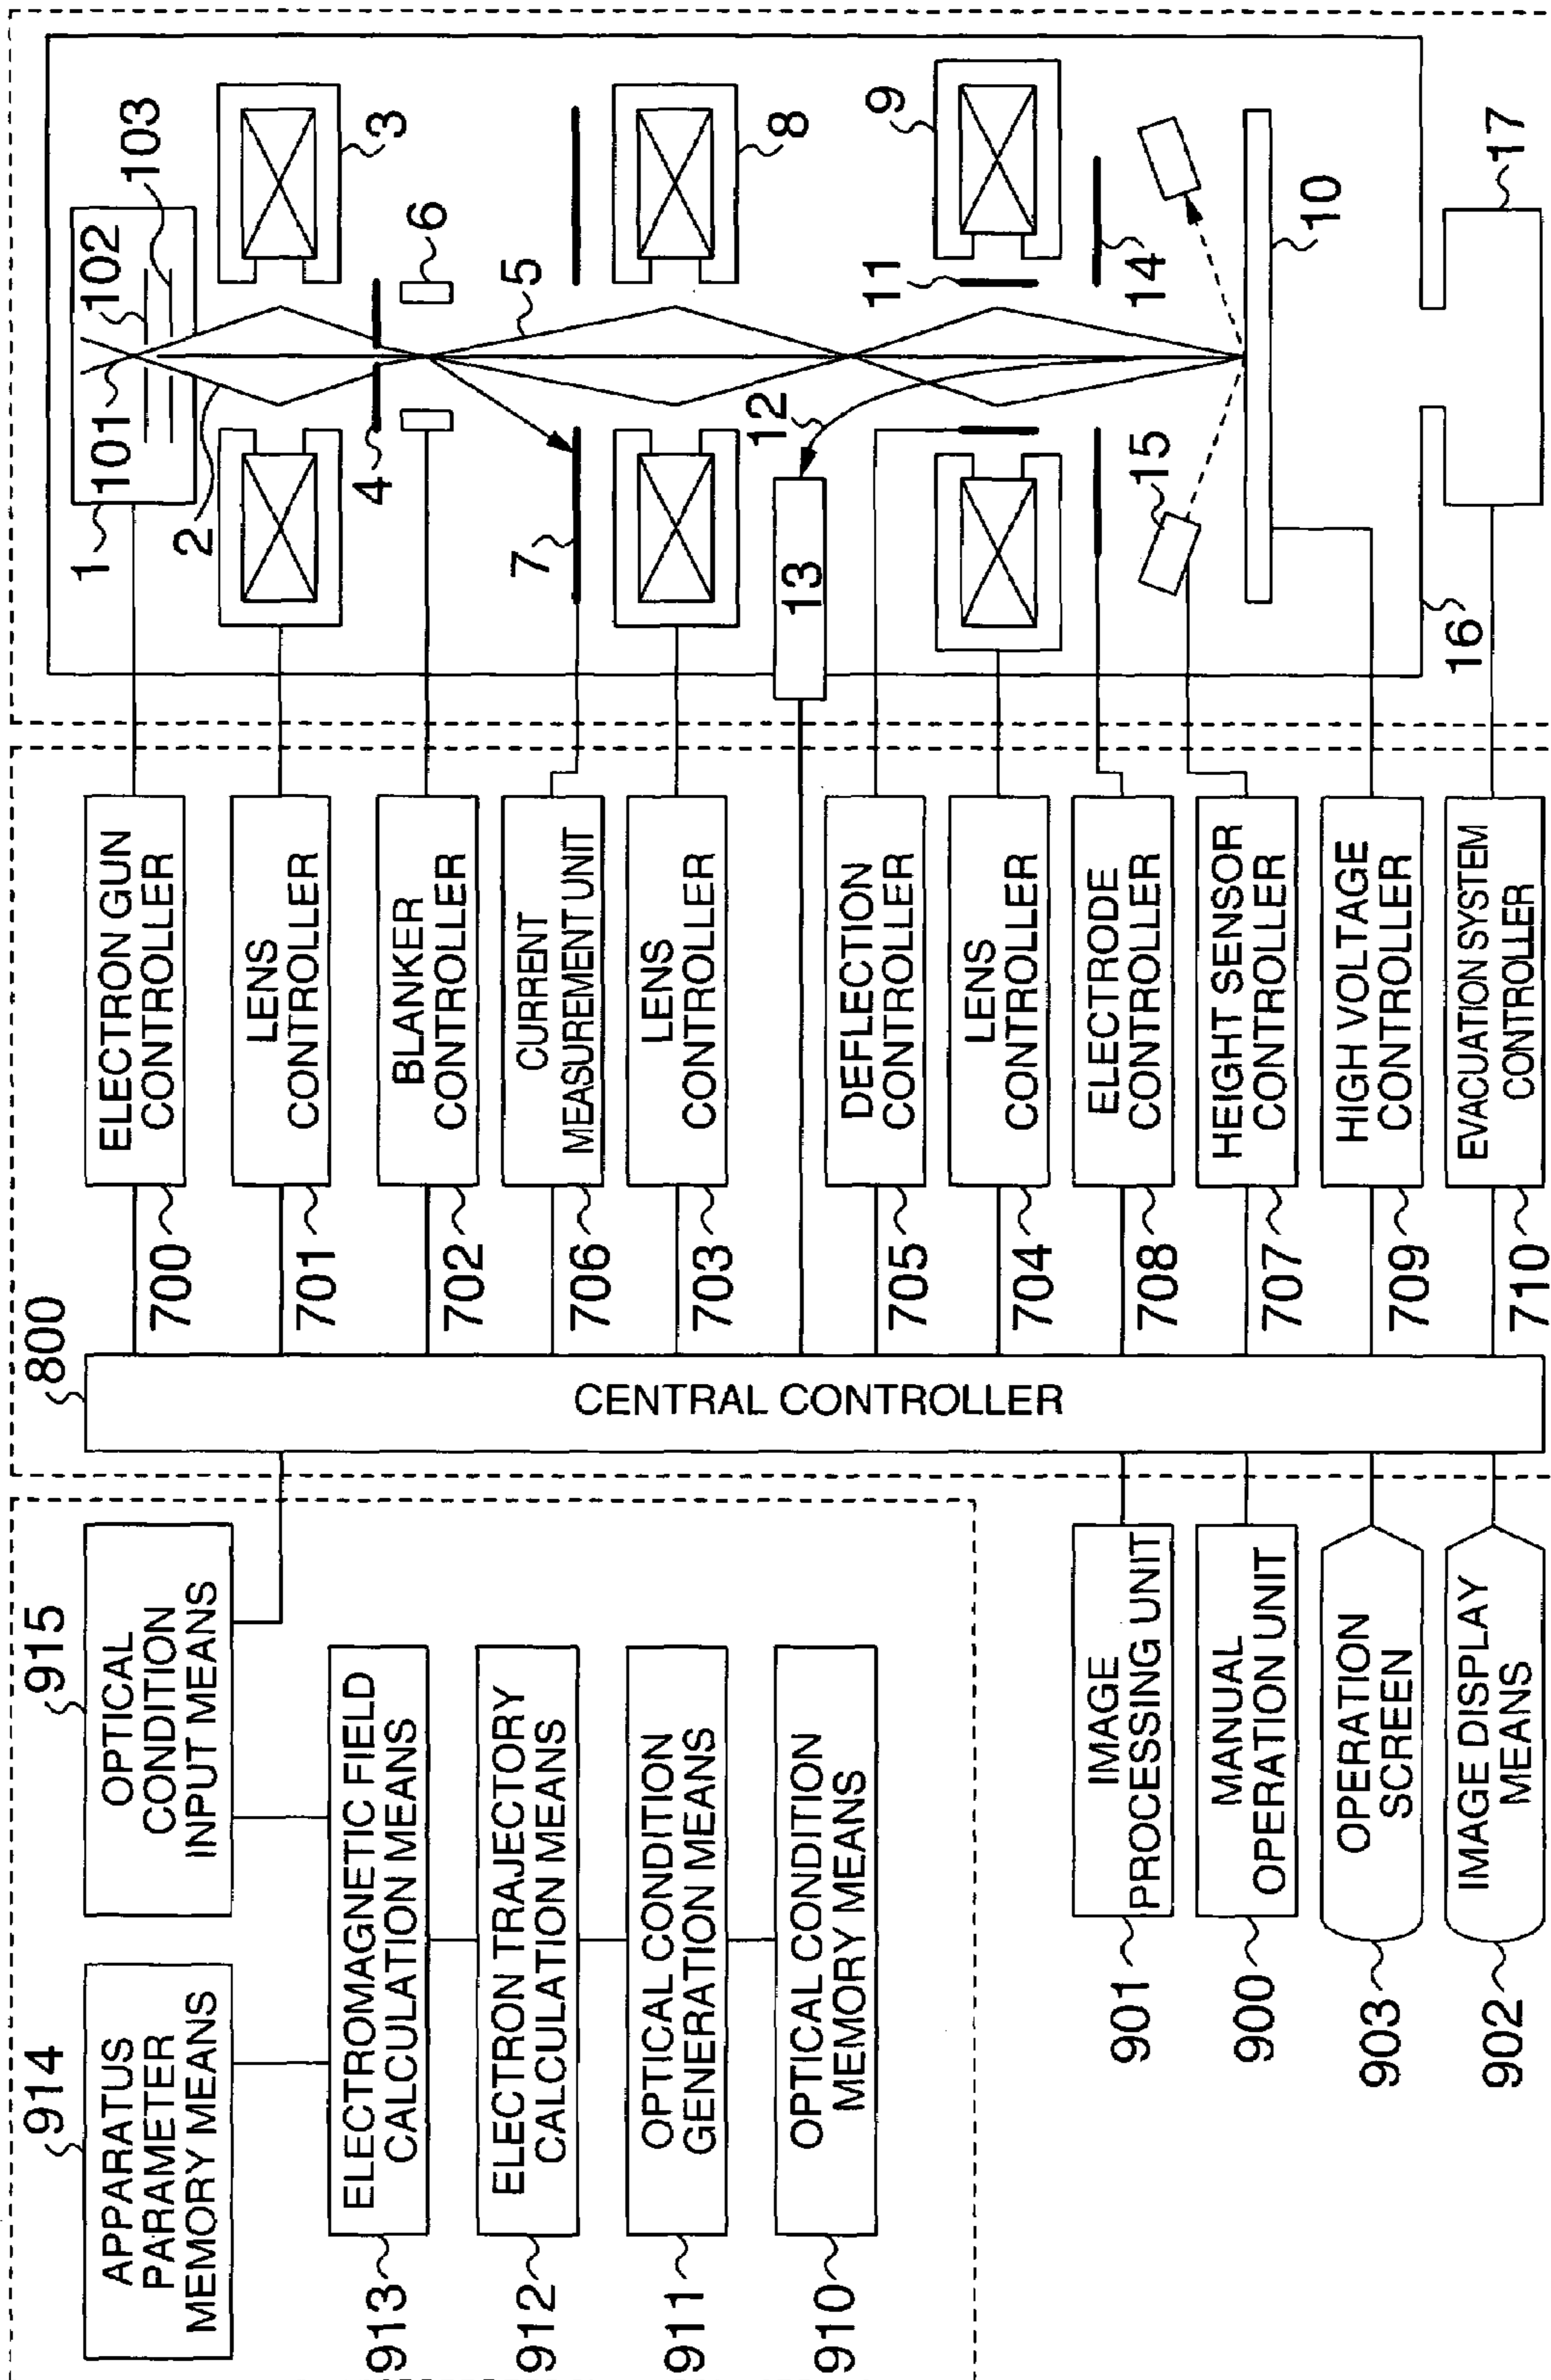 914
APPARATUS
PARAMETER
MEMORY MEANS
915
OPTICAL
CONDITION
INPUT MEANS
ELECTROMAGNETIC FIELD
CALCULATION MEANS
913
ELECTRON TRAJECTORY
CALCULATION MEANS
912
OPTICAL CONDITION
GENERATION MEANS
911
OPTICAL CONDITION
MEMORY MEANS
910
IMAGE
PROCESSING UNIT
901
MANUAL
OPERATION UNIT
900
OPERATION
SCREEN
903
IMAGE DISPLAY
MEANS
902
800
CENTRAL CONTROLLER
ELECTRON GUN
CONTROLLER
700
LENS
CONTROLLER
701
BLANKER
CONTROLLER
702
CURRENT
MEASUREMENT UNIT
706
LENS
CONTROLLER
703
DEFLECTION
CONTROLLER
705
LENS
CONTROLLER
704
ELECTRODE
CONTROLLER
708
HEIGHT SENSOR
CONTROLLER
707
HIGH VOLTAGE
CONTROLLER
709
EVACUATION SYSTEM
CONTROLLER
710
1
101
102
103
2
3
4
6
5
7
8
12
13
9
11
14
15
10
16
17